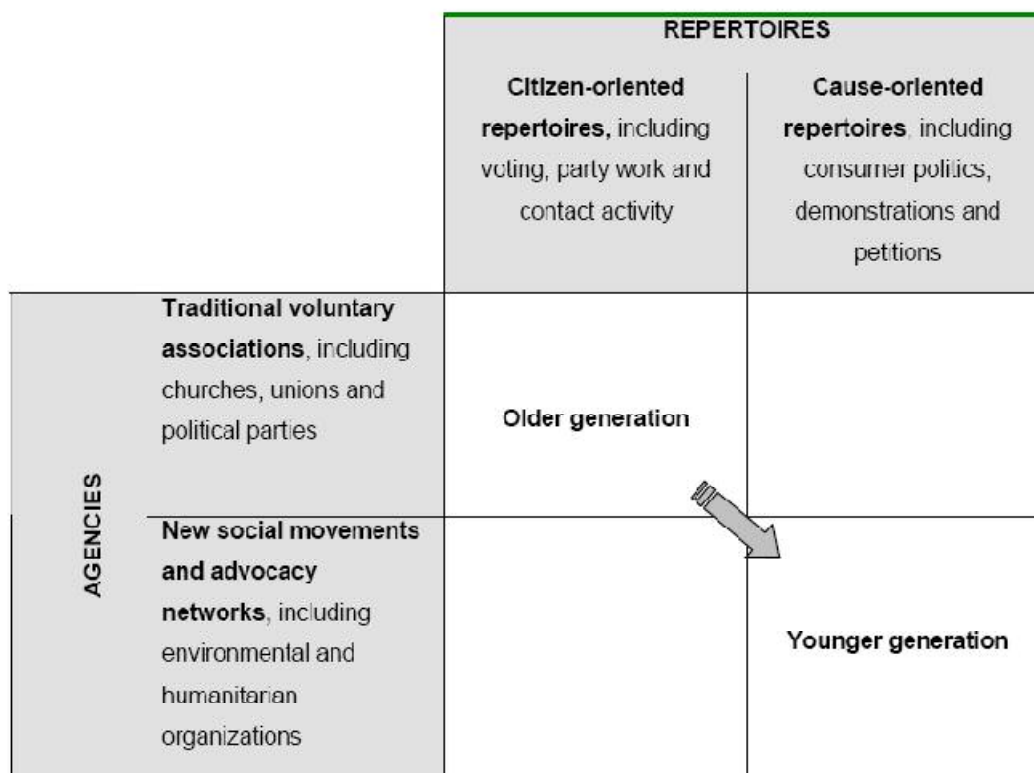 REPERTOIRES
Citizen-oriented
repertoires, including
voting, party work and
contact activity
Cause-oriented
repertoires, including
consumer politics,
demonstrations and
petitions
AGENCIES
Traditional voluntary
associations, including
churches, unions and
political parties
Older generation
New social movements
and advocacy
networks, including
environmental and
humanitarian
organizations
Younger generation